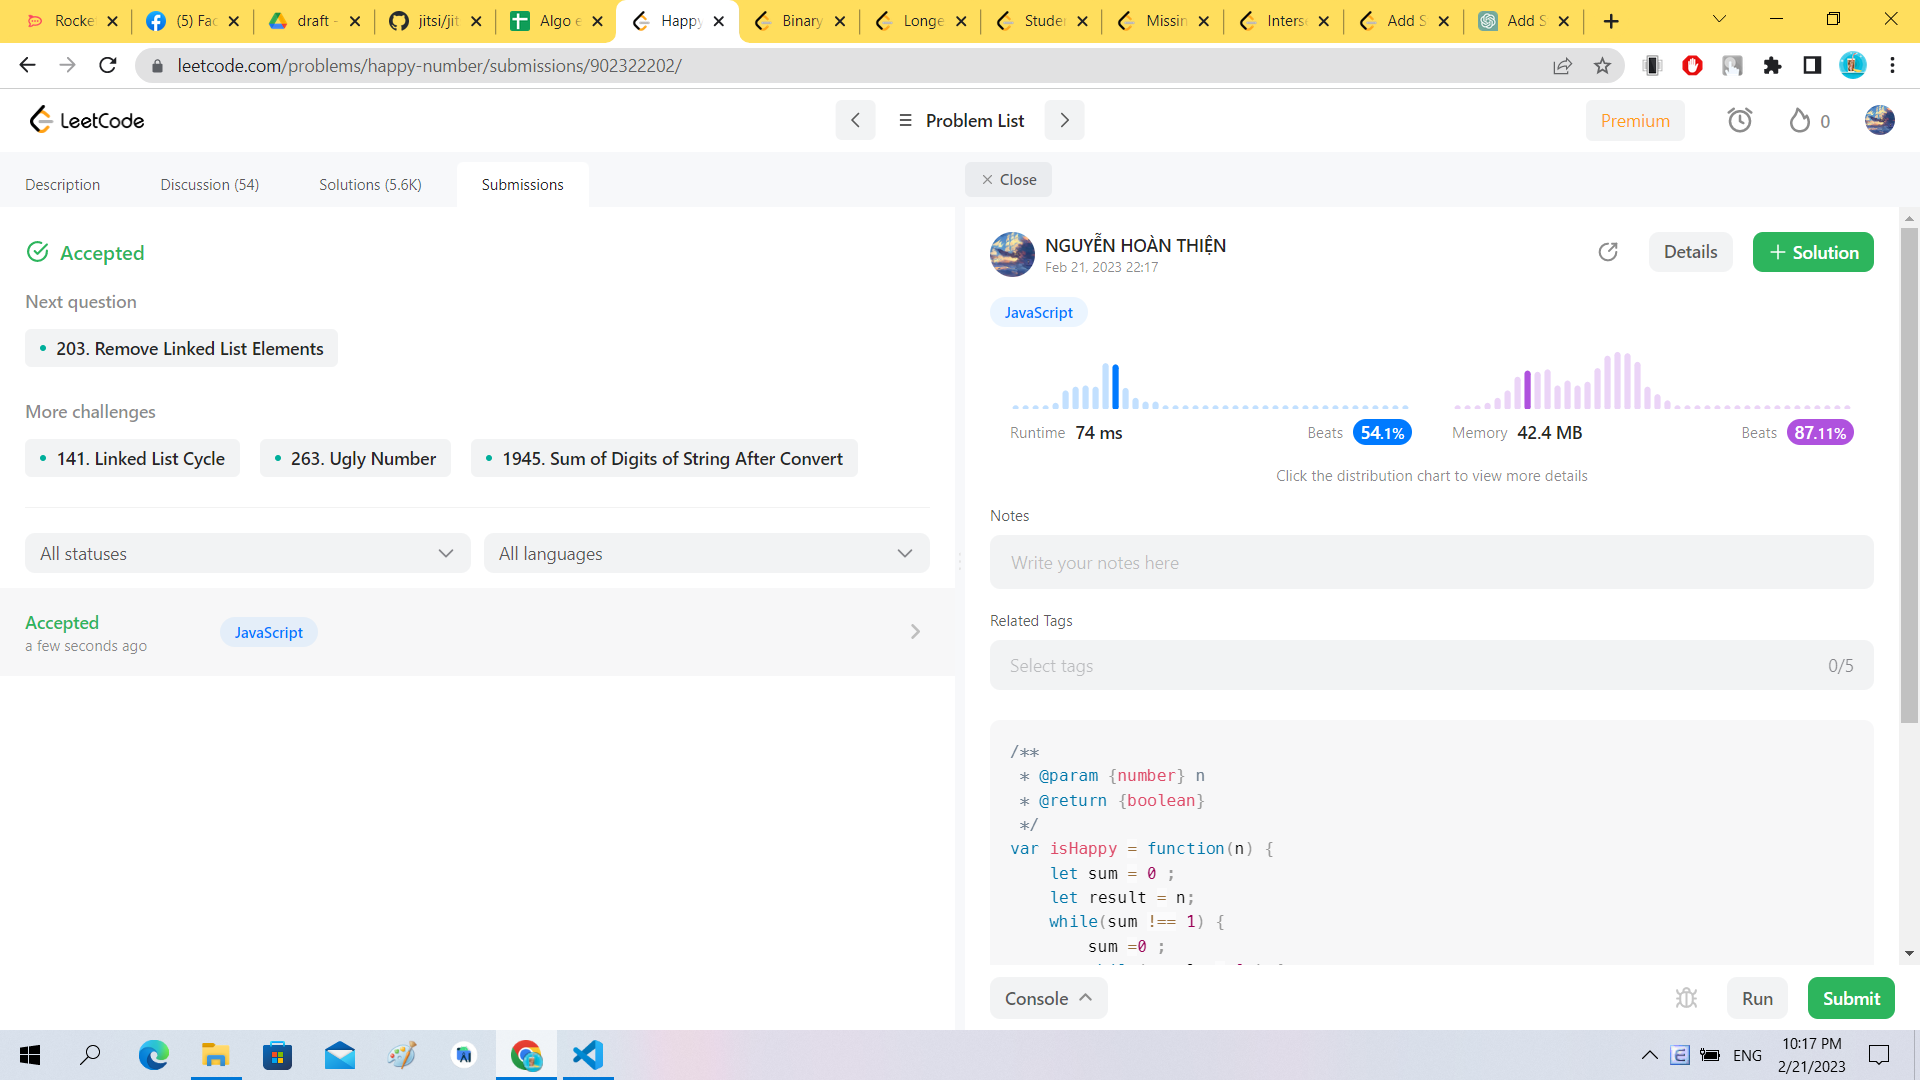 Rocke
(5) Fac
draft -
jitsi/jit
Algo e
Happy
Binary
Longe
Studen
Missin
Interse
Add S
Add S
leetcode.com/problems/happy-number/submissions/902322202/
LeetCode
Problem List
Premium
0
Description
Discussion (54)
Solutions (5.6K)
Submissions
Close
Accepted
Next question
203. Remove Linked List Elements
More challenges
141. Linked List Cycle
263. Ugly Number
1945. Sum of Digits of String After Convert
All statuses
All languages
Accepted
a few seconds ago
JavaScript
NGUYỄN HOÀN THIỆN
Feb 21, 2023 22:17
Details
+ Solution
JavaScript
Runtime 74 ms
Beats 54.1%
Memory 42.4 MB
Beats 87.11%
Click the distribution chart to view more details
Notes
Write your notes here
Related Tags
Select tags
0/5
/**
* @param {number} n
* @return {boolean}
*/
var isHappy = function(n) {
let sum = 0 ;
let result = n;
while(sum !== 1) {
sum =0 ;
Console
Run
Submit
ENG
10:17 PM
2/21/2023